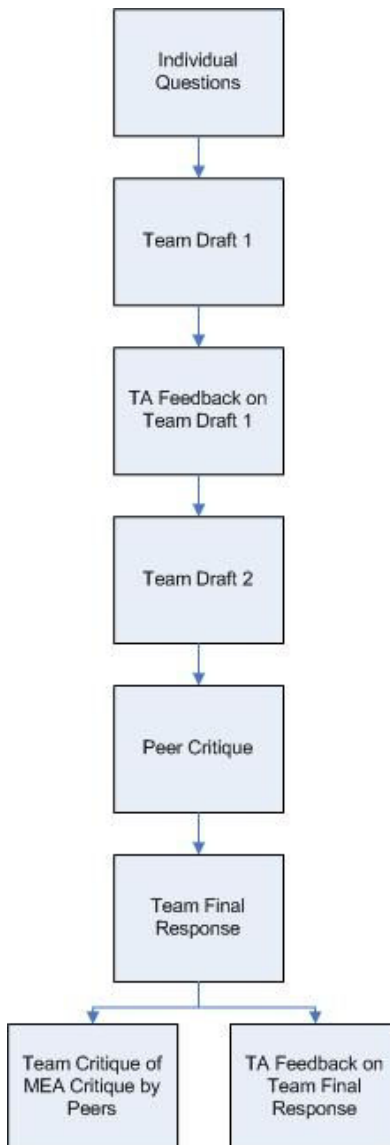 Individual
Questions
Team Draft 1
TA Feedback on
Team Draft 1
Team Draft 2
Peer Critique
Team Final
Response
Team Critique of
MEA Critique by
Peers
TA Feedback on
Team Final
Response